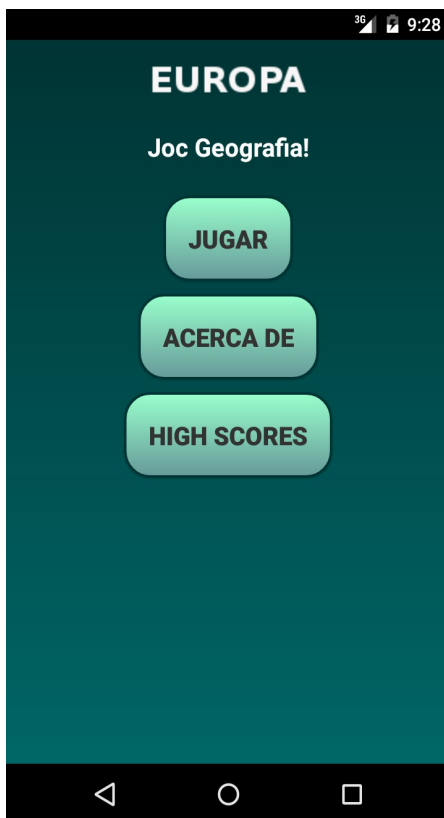 3G 9:28
EUROPA
Joc Geografia!
JUGAR
ACERCA DE
HIGH SCORES